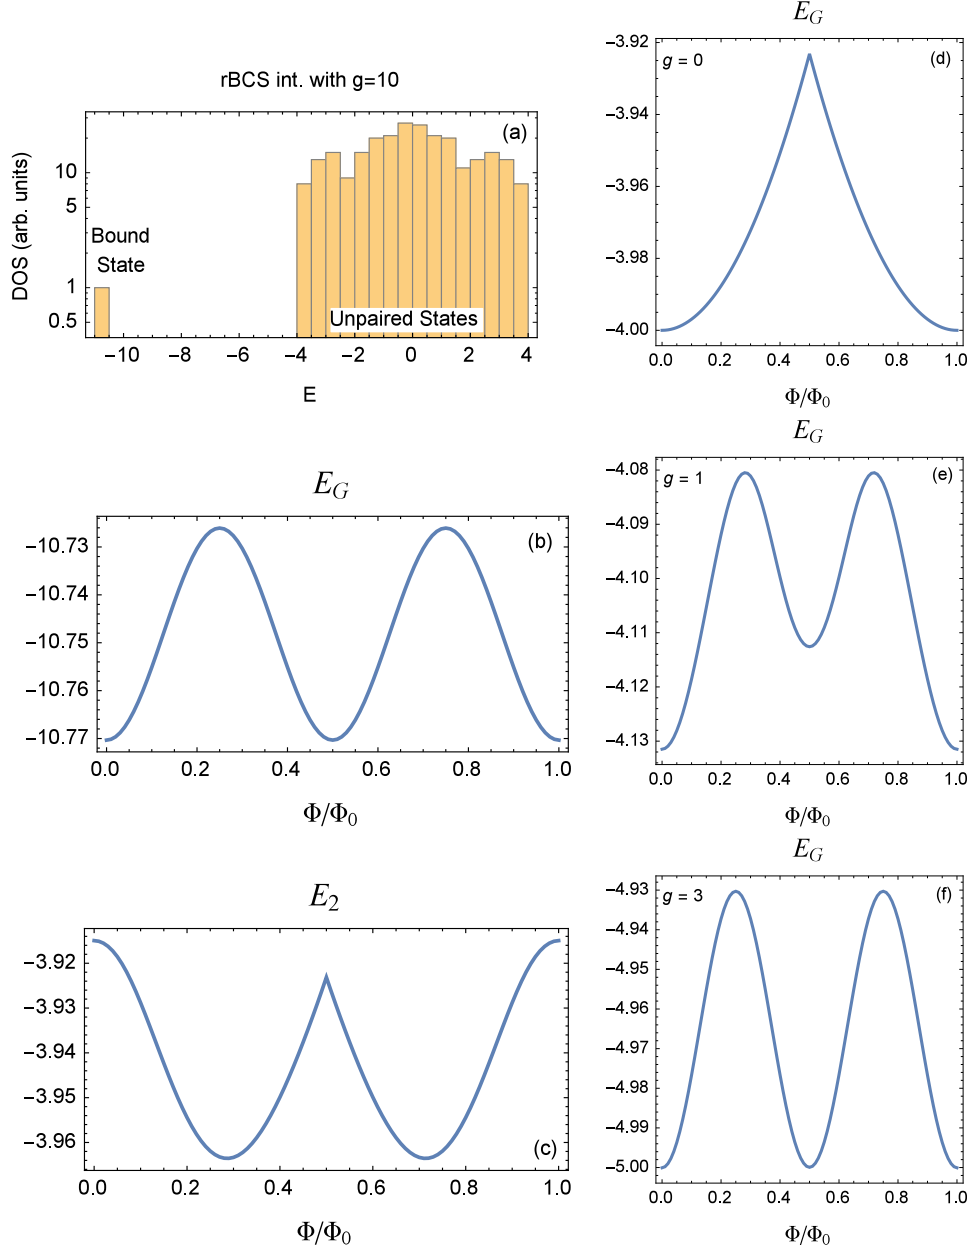 rBCS int. with g=10
(a)
DOS (arb. units)
10
5
1
0.5
Bound
State
Unpaired States
−10 −8 −6 −4 −2 0 2 4
E
E_G
(b)
−10.73
−10.74
−10.75
−10.76
−10.77
0.0 0.2 0.4 0.6 0.8 1.0
Φ/Φ₀
E₂
−3.92
−3.93
−3.94
−3.95
−3.96
(c)
0.0 0.2 0.4 0.6 0.8 1.0
Φ/Φ₀
E_G
−3.92
g = 0
(d)
−3.94
−3.96
−3.98
−4.00
0.0 0.2 0.4 0.6 0.8 1.0
Φ/Φ₀
E_G
−4.08
g = 1
(e)
−4.09
−4.10
−4.11
−4.12
−4.13
0.0 0.2 0.4 0.6 0.8 1.0
Φ/Φ₀
E_G
−4.93
g = 3
(f)
−4.94
−4.95
−4.96
−4.97
−4.98
−4.99
−5.00
0.0 0.2 0.4 0.6 0.8 1.0
Φ/Φ₀